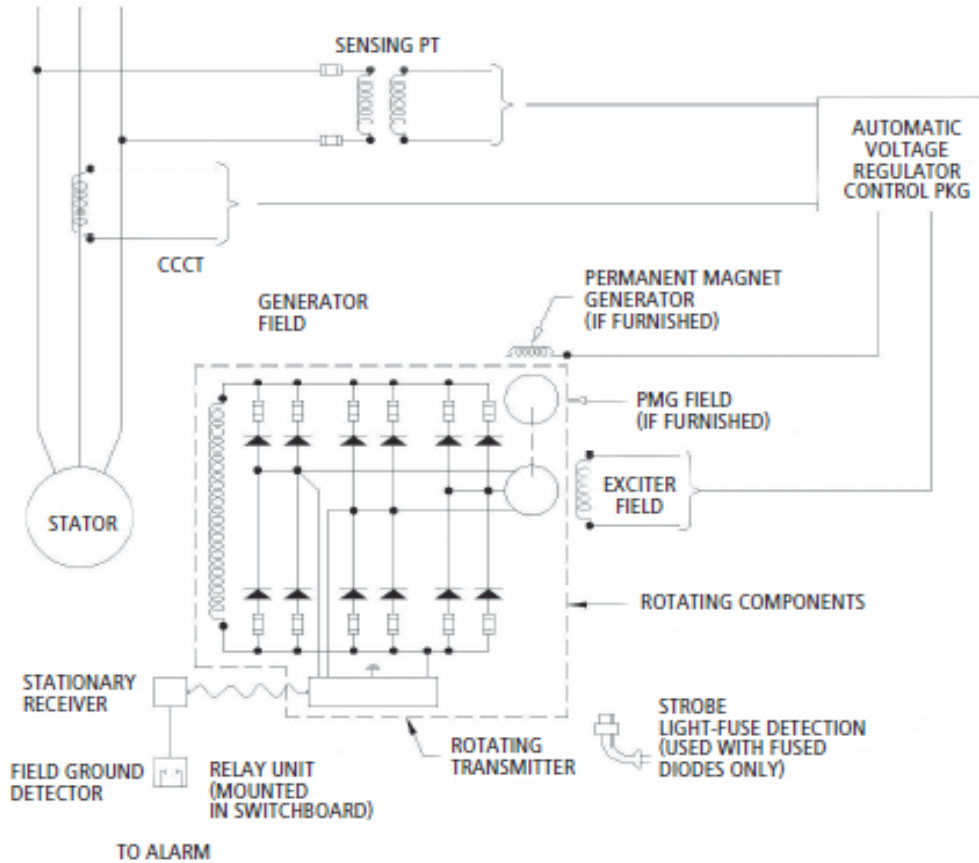 SENSING PT
AUTOMATIC
VOLTAGE
REGULATOR
CONTROL PKG
CCCT
PERMANENT MAGNET
GENERATOR
(IF FURNISHED)
GENERATOR
FIELD
PMG FIELD
(IF FURNISHED)
EXCITER
FIELD
STATOR
ROTATING COMPONENTS
STATIONARY
RECEIVER
STROBE
LIGHT-FUSE DETECTION
(USED WITH FUSED
DIODES ONLY)
ROTATING
TRANSMITTER
FIELD GROUND
DETECTOR
RELAY UNIT
(MOUNTED
IN SWITCHBOARD)
TO ALARM